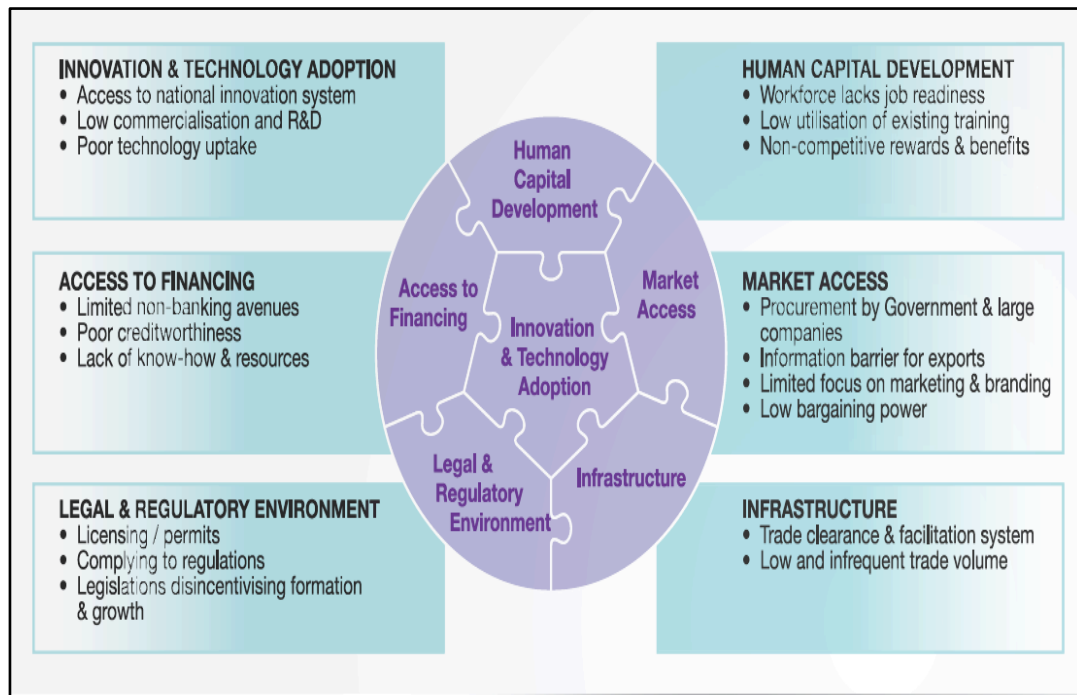 INNOVATION & TECHNOLOGY ADOPTION
• Access to national innovation system
• Low commercialisation and R&D
• Poor technology uptake
HUMAN CAPITAL DEVELOPMENT
• Workforce lacks job readiness
• Low utilisation of existing training
• Non-competitive rewards & benefits
ACCESS TO FINANCING
• Limited non-banking avenues
• Poor creditworthiness
• Lack of know-how & resources
MARKET ACCESS
• Procurement by Government & large
companies
• Information barrier for exports
• Limited focus on marketing & branding
• Low bargaining power
LEGAL & REGULATORY ENVIRONMENT
• Licensing / permits
• Complying to regulations
• Legislations disincentivising formation
& growth
INFRASTRUCTURE
• Trade clearance & facilitation system
• Low and infrequent trade volume
Human
Capital
Development
Access to
Financing
Market
Access
Innovation
& Technology
Adoption
Legal &
Regulatory
Environment
Infrastructure